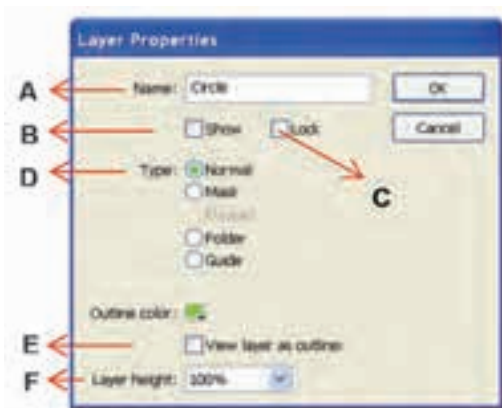 Layer Properties
A Name: Circle OK
B Show Lock Cancel
D Type: Normal C
Mask
Masked
Folder
Guide
Outline color:
E View layer as outlines
F Layer height: 100%